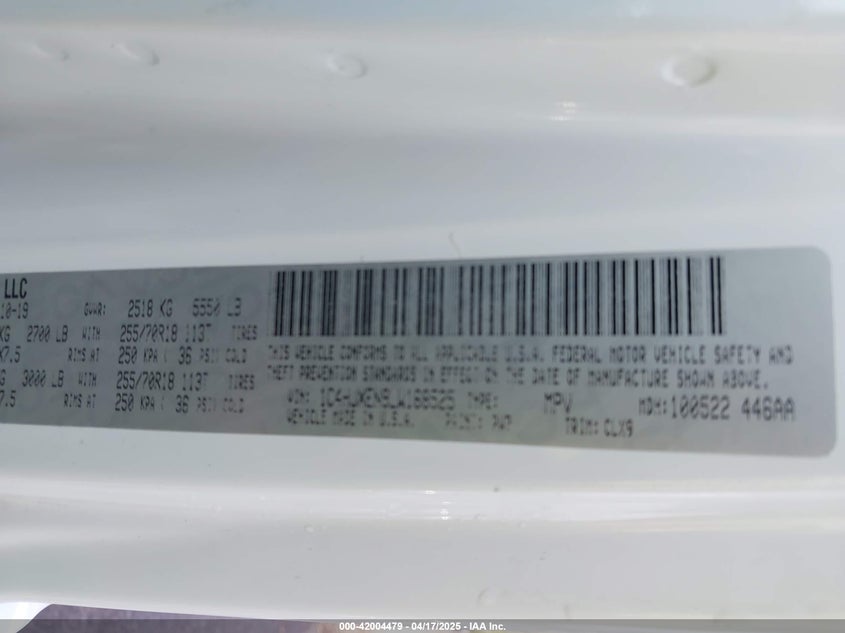 LLC
10-19 GVWR: 2518 KG 5550 LB
KG 2700 LB WITH 255/70R18 113T TIRES
X7.5 RIMS AT 250 KPA / 36 PSI COLD
G 3000 LB WITH 255/70R18 113T TIRES
7.5 RIMS AT 250 KPA / 36 PSI COLD
THIS VEHICLE CONFORMS TO ALL APPLICABLE U.S.A. FEDERAL MOTOR VEHICLE SAFETY AND
THEFT PREVENTION STANDARDS IN EFFECT ON THE DATE OF MANUFACTURE SHOWN ABOVE.
VIN: TYPE: MPV MDH: 100522 446AA
VEHICLE MADE IN U.S.A. PAINT: PW7 TRIM: CLX9
000-42004479 - 04/17/2025 - IAA Inc.